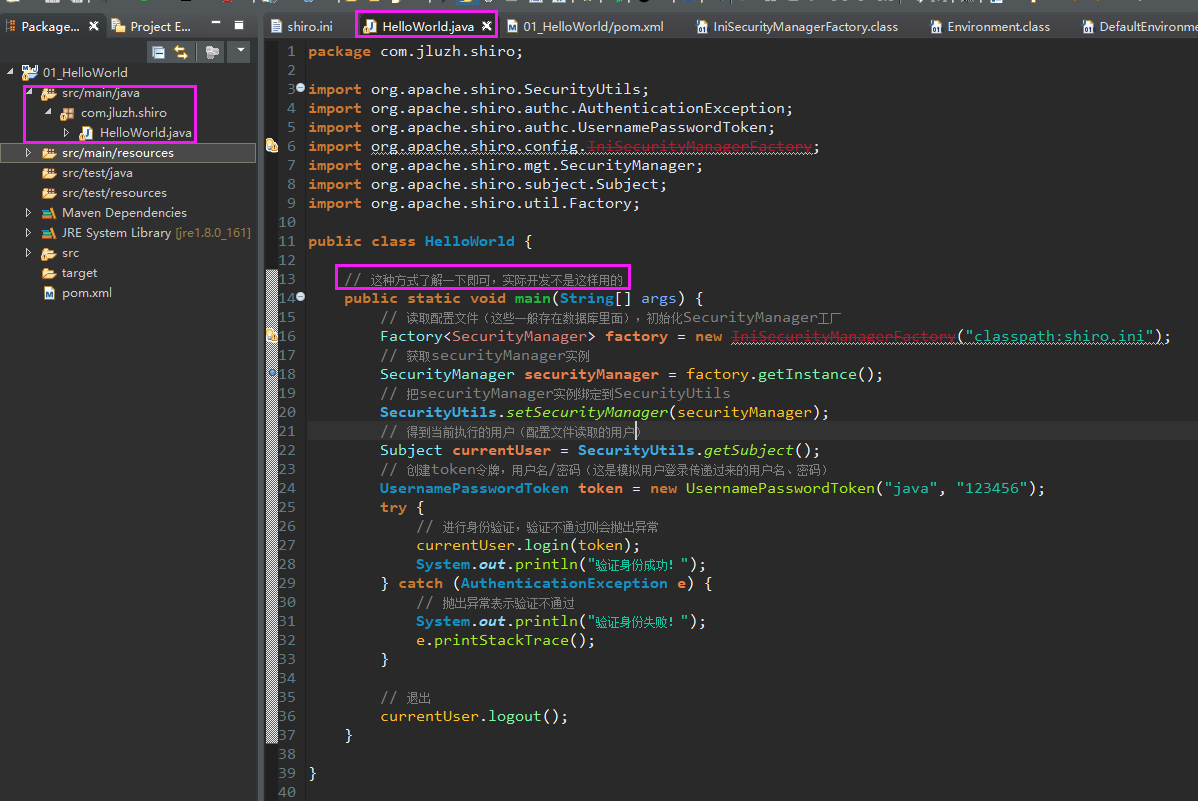 Package... Project E...
shiro.ini HelloWorld.java 01_HelloWorld/pom.xml IniSecurityManagerFactory.class Environment.class DefaultEnvironme
01_HelloWorld
src/main/java
com.jluzh.shiro
HelloWorld.java
src/main/resources
src/test/java
src/test/resources
Maven Dependencies
JRE System Library [jre1.8.0_161]
src
target
pom.xml
1 package com.jluzh.shiro;
2
3 import org.apache.shiro.SecurityUtils;
4 import org.apache.shiro.authc.AuthenticationException;
5 import org.apache.shiro.authc.UsernamePasswordToken;
6 import org.apache.shiro.config.IniSecurityManagerFactory;
7 import org.apache.shiro.mgt.SecurityManager;
8 import org.apache.shiro.subject.Subject;
9 import org.apache.shiro.util.Factory;
10
11 public class HelloWorld {
12
13 // 这种方式了解一下即可，实际开发不是这样用的
14 public static void main(String[] args) {
15 // 读取配置文件（这些一般存在数据库里面），初始化SecurityManager工厂
16 Factory<SecurityManager> factory = new IniSecurityManagerFactory("classpath:shiro.ini");
17 // 获取securityManager实例
18 SecurityManager securityManager = factory.getInstance();
19 // 把securityManager实例绑定到SecurityUtils
20 SecurityUtils.setSecurityManager(securityManager);
21 // 得到当前执行的用户（配置文件读取的用户）
22 Subject currentUser = SecurityUtils.getSubject();
23 // 创建token令牌，用户名/密码（这是模拟用户登录传递过来的用户名、密码）
24 UsernamePasswordToken token = new UsernamePasswordToken("java", "123456");
25 try {
26 // 进行身份验证，验证不通过则会抛出异常
27 currentUser.login(token);
28 System.out.println("验证身份成功！");
29 } catch (AuthenticationException e) {
30 // 抛出异常表示验证不通过
31 System.out.println("验证身份失败！");
32 e.printStackTrace();
33 }
34
35 // 退出
36 currentUser.logout();
37 }
38
39 }
40